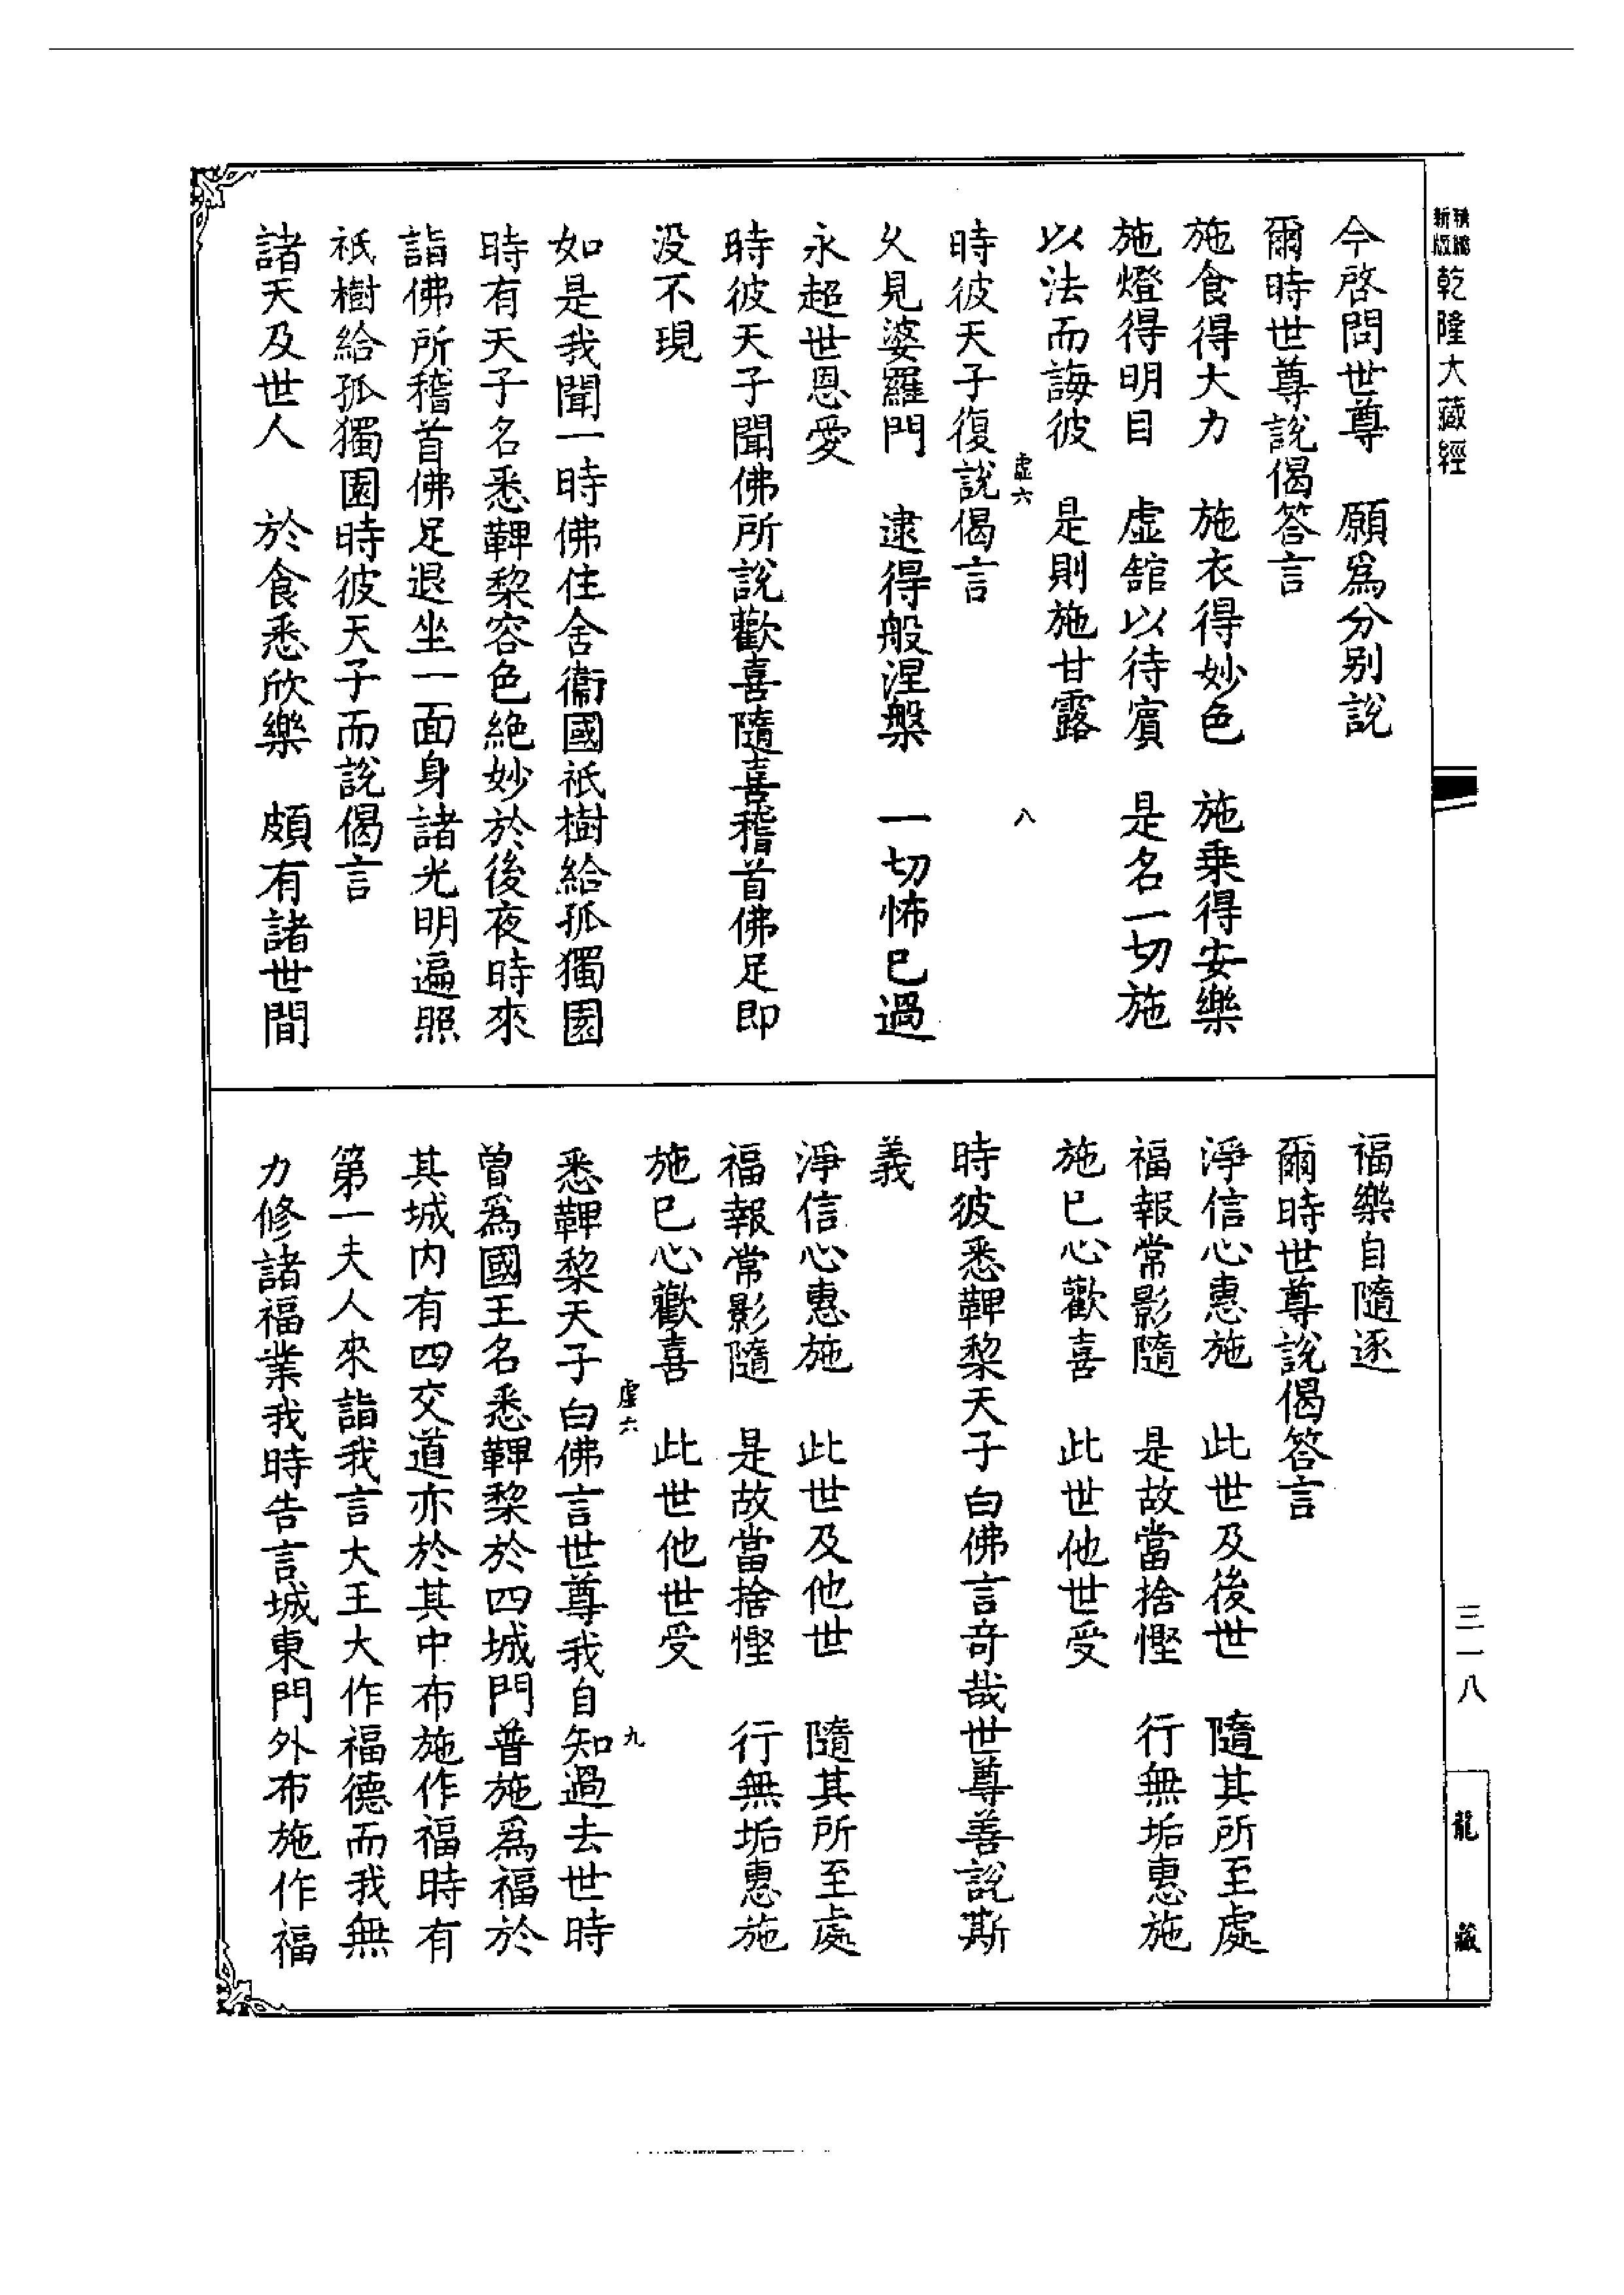 新版
乾隆大藏經
今啓問世尊　願爲分別說
爾時世尊說偈答言
施食得大力　施衣得妙色　施乘得安樂
施燈得明目　虛館以待賓　是名一切施
以法而誨彼　是則施甘露
虛六　八
時彼天子復說偈言
久見婆羅門　逮得般涅槃　一切怖已過
永超世恩愛
時彼天子聞佛所說歡喜隨喜稽首佛足即
没不現
如是我聞一時佛住舍衞國祇樹給孤獨園
時有天子名悉鞞棃容色絶妙於後夜時來
詣佛所稽首佛足退坐一面身諸光明遍照
祇樹給孤獨園時彼天子而說偈言
諸天及世人　於食悉欣樂　頗有諸世間
福樂自隨逐
爾時世尊說偈答言
淨信心惠施　此世及後世　隨其所至處
福報常影隨　是故當捨慳　行無垢惠施
施已心歡喜　此世他世受
時彼悉鞞棃天子白佛言奇哉世尊善說斯
義
淨信心惠施　此世及他世　隨其所至處
福報常影隨　是故當捨慳　行無垢惠施
施已心歡喜　此世他世受
虛六　九
悉鞞棃天子白佛言世尊我自知過去世時
曾爲國王名悉鞞棃於四城門普施爲福於
其城内有四交道亦於其中布施作福時有
第一夫人來詣我言大王大作福德而我無
力修諸福業我時告言城東門外布施作福
三一八
龍藏